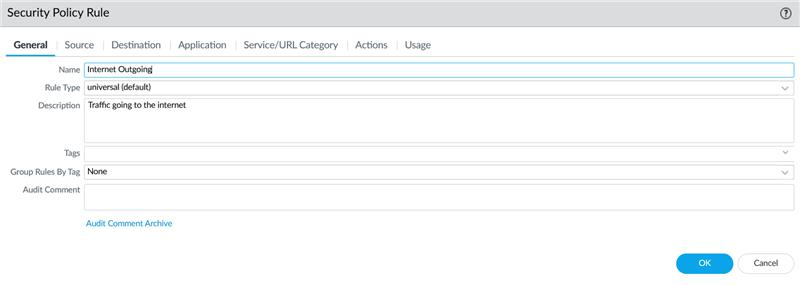 Security Policy Rule
General Source Destination Application Service/URL Category Actions Usage
Name Internet Outgoing
Rule Type universal (default)
Description Traffic going to the internet
Tags
Group Rules By Tag None
Audit Comment
Audit Comment Archive
OK Cancel